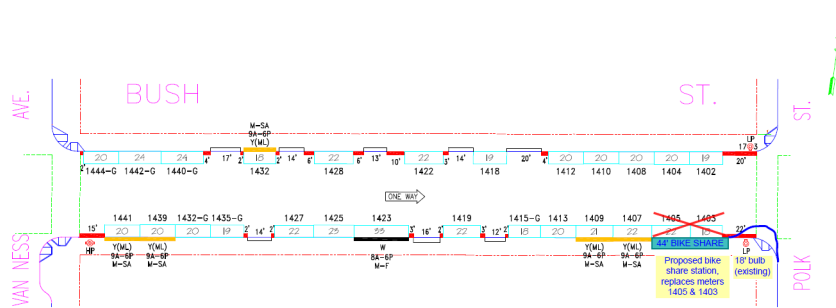 BUSH ST.
AVE.
ST.
M-SA
9A-6P
Y(ML)
LP
17@3
20 24 24 4' 17' 18 2' 14' 6' 22 6' 13' 10' 22 3' 14' 19 20' 4' 22 20 20 22 20 19 20'
2' 1444-G 1442-G 1440-G 1432 1428 1422 1418 1412 1410 1408 1404 1402
ONE WAY
1441 1439 1432-G 1435-G 1427 1425 1423 1419 1415-G 1413 1409 1407 1405 1403
15' 20 20 20 19 2' 14' 2' 22 23 33 3' 16' 2' 22 3' 12' 2' 18 20 21 22 22 18 22'
2'
HP
Y(ML) Y(ML)
9A-6P 9A-6P
M-SA M-SA
W
8A-6P
M-F
Y(ML) Y(ML)
9A-6P 9A-6P
M-SA M-SA
44' BIKE SHARE
LP
Proposed bike
share station,
replaces meters
1405 & 1403
18' bulb
(existing)
VAN NESS
POLK